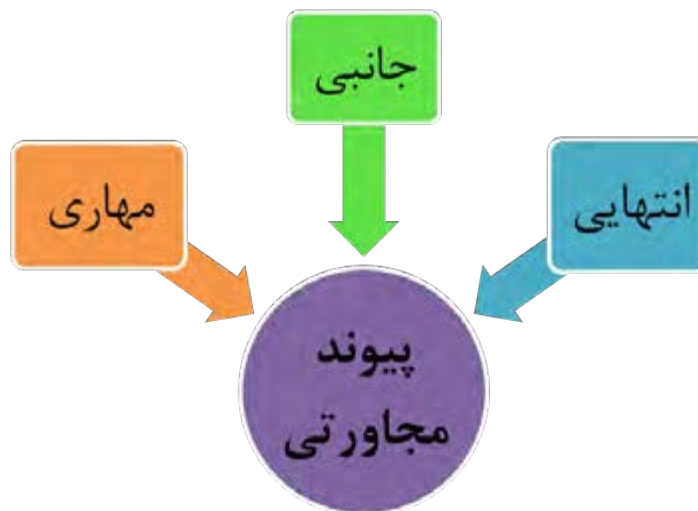 جانبی
انتهایی
مهاری
پیوند
مجاورتی